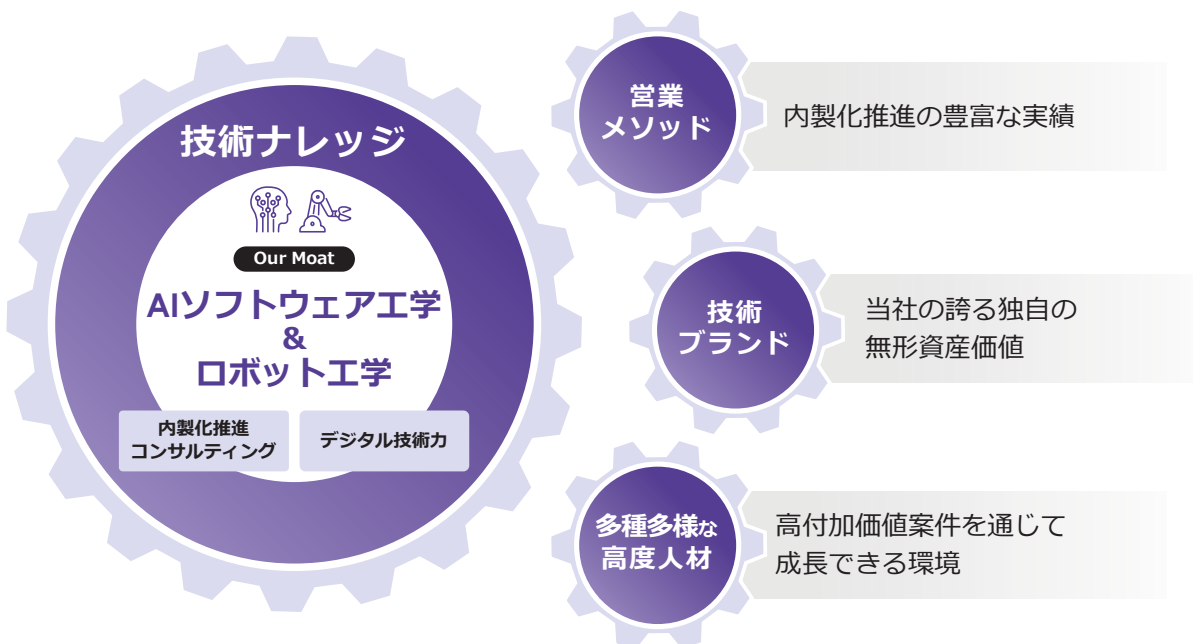 技術ナレッジ
Our Moat
AIソフトウェア工学
&
ロボット工学
内製化推進
コンサルティング
デジタル技術力
営業
メソッド
内製化推進の豊富な実績
技術
ブランド
当社の誇る独自の
無形資産価値
多種多様な
高度人材
高付加価値案件を通じて
成長できる環境